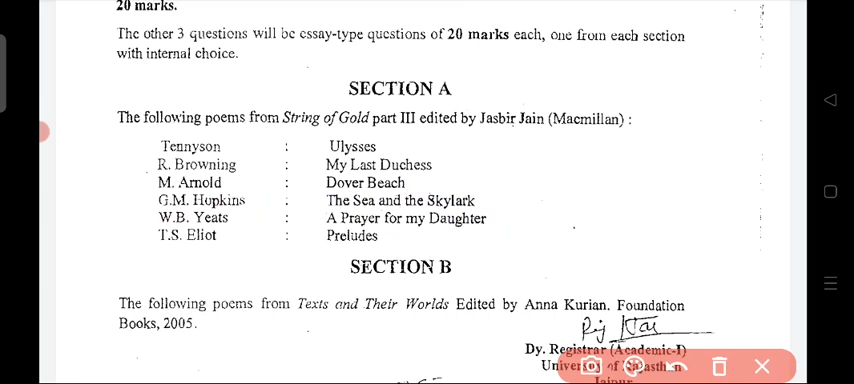 20 marks.
The other 3 questions will be essay-type questions of 20 marks each, one from each section
with internal choice.
SECTION A
The following poems from String of Gold part III edited by Jasbir Jain (Macmillan) :
Tennyson : Ulysses
R. Browning : My Last Duchess
M. Arnold : Dover Beach
G.M. Hopkins : The Sea and the Skylark
W.B. Yeats : A Prayer for my Daughter
T.S. Eliot : Preludes
SECTION B
The following poems from Texts and Their Worlds Edited by Anna Kurian. Foundation
Books, 2005.
Dy. Registrar (Academic-I)
University of Rajasthan
Jaipur